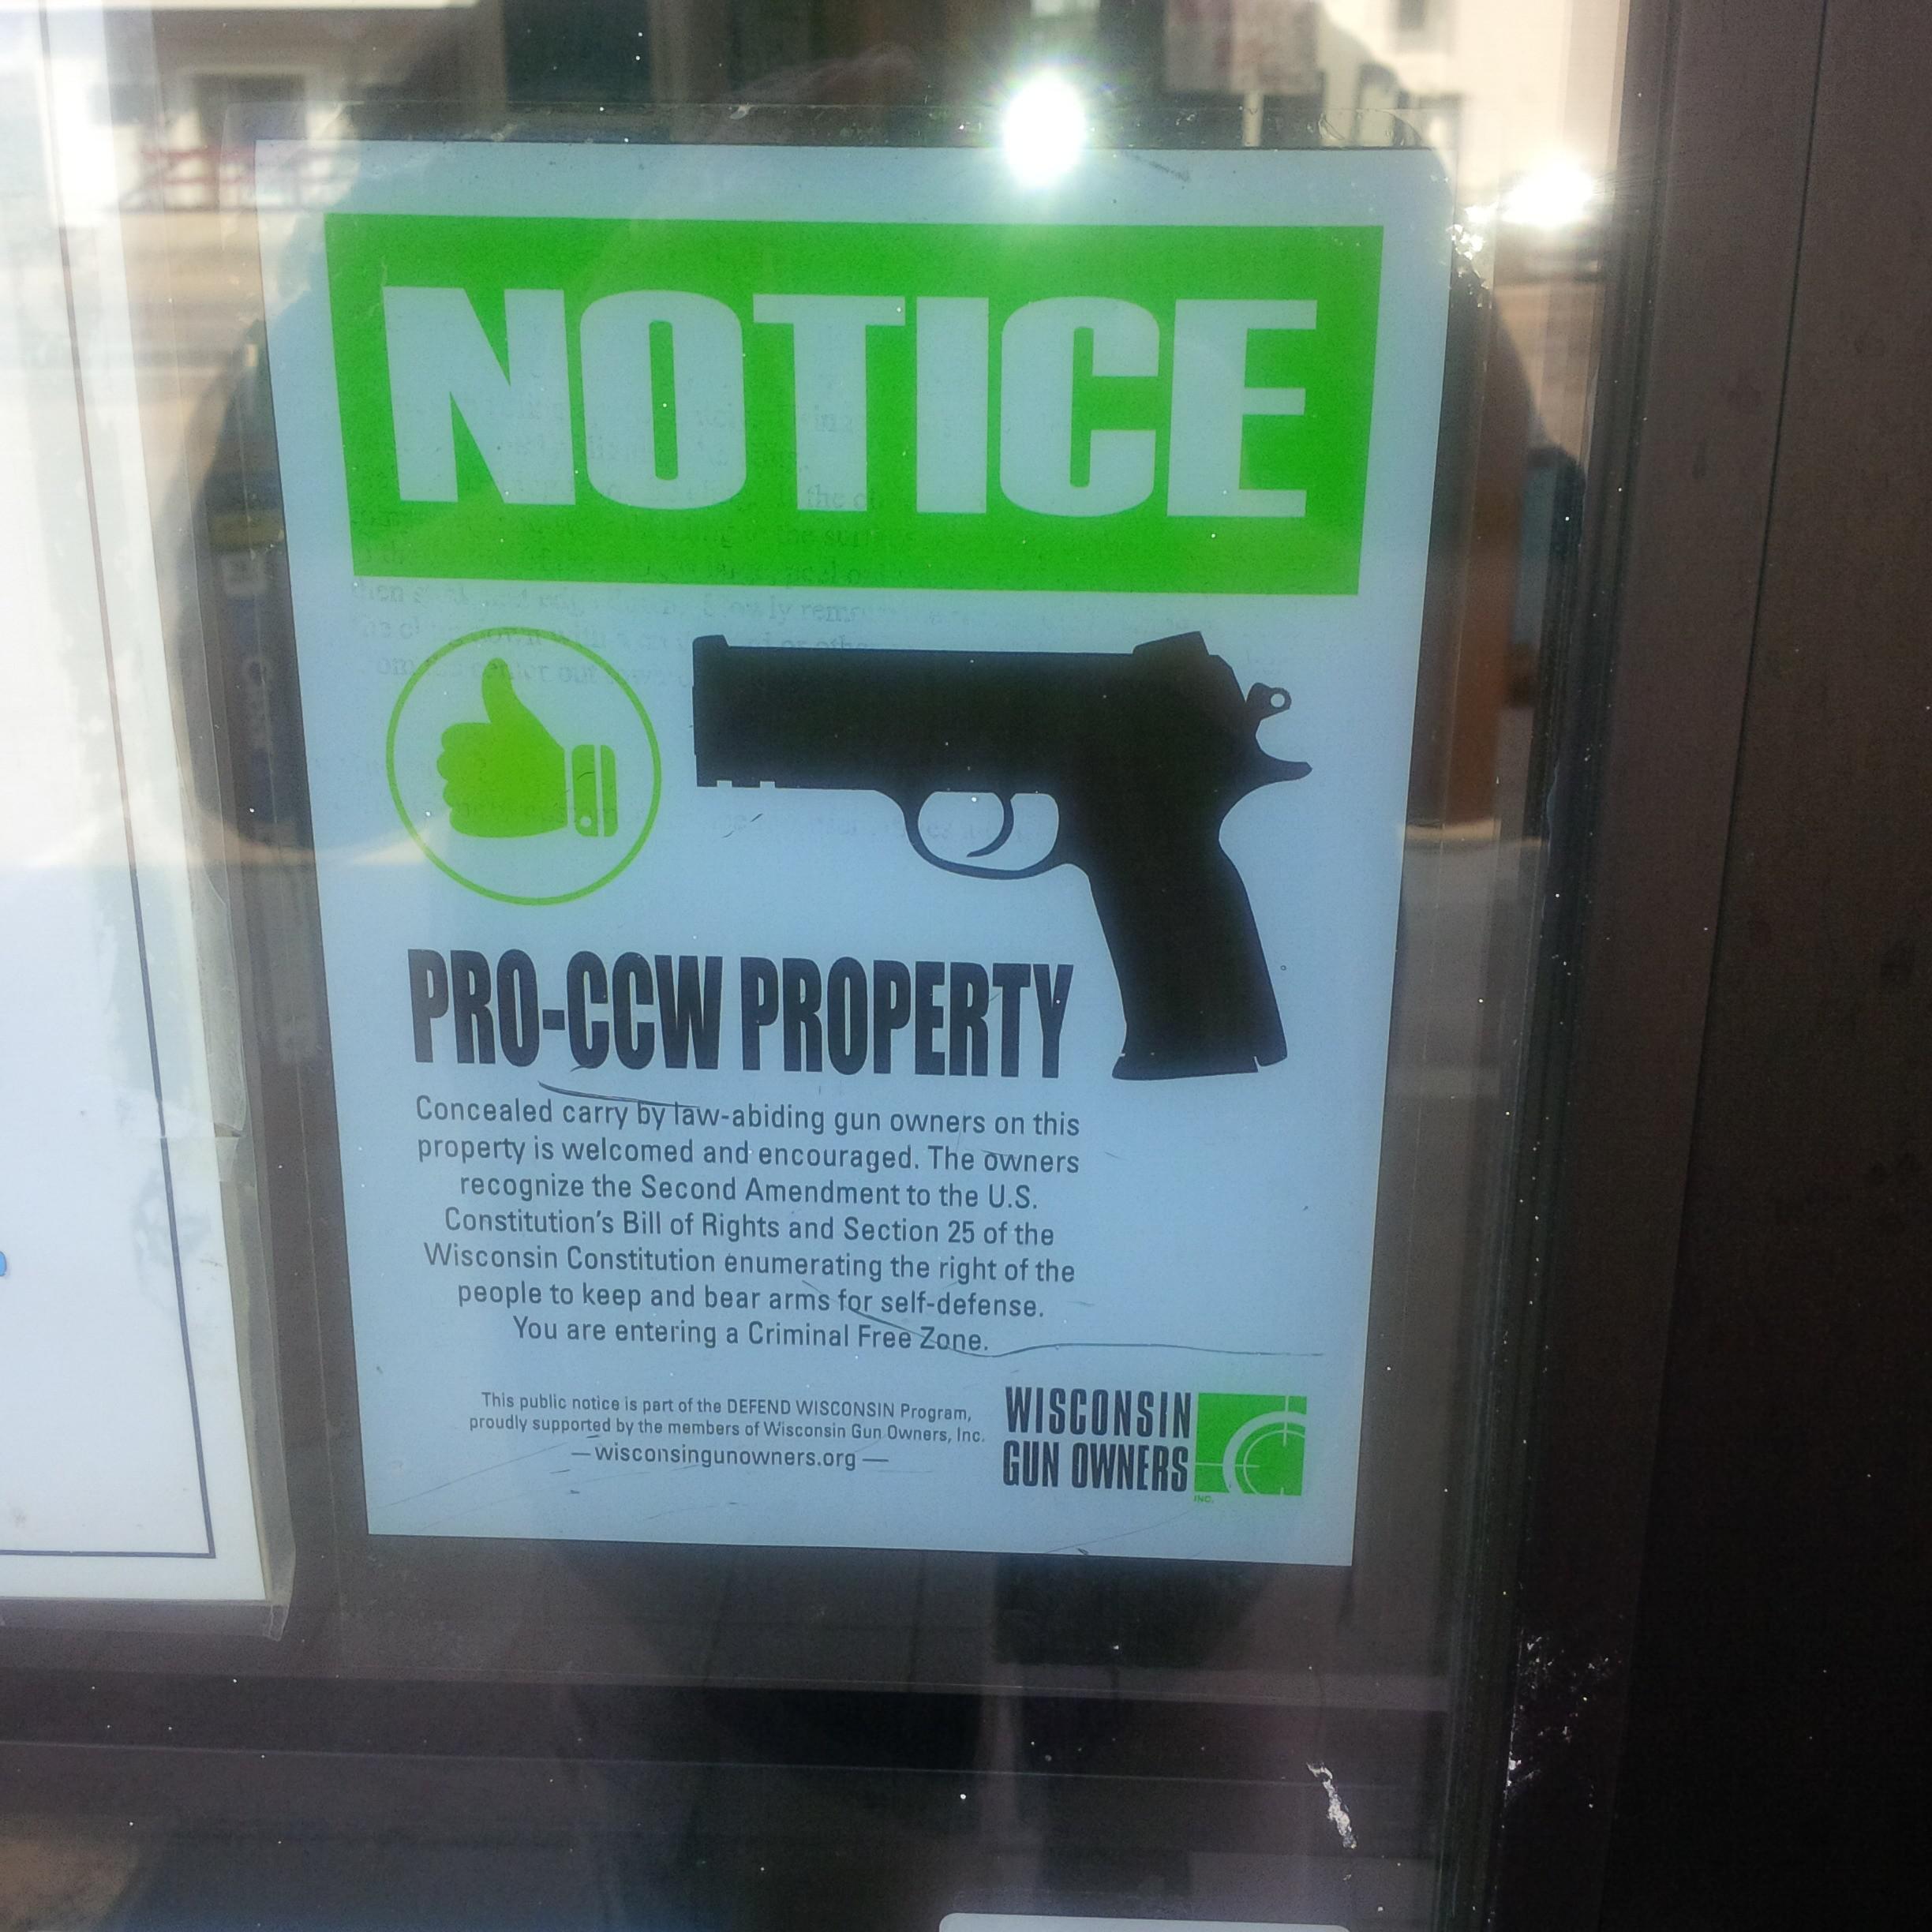 NOTICE
PRO-CCW PROPERTY
Concealed carry by law-abiding gun owners on this
property is welcomed and encouraged. The owners
recognize the Second Amendment to the U.S.
Constitution's Bill of Rights and Section 25 of the
Wisconsin Constitution enumerating the right of the
people to keep and bear arms for self-defense.
You are entering a Criminal Free Zone.
This public notice is part of the DEFEND WISCONSIN Program,
proudly supported by the members of Wisconsin Gun Owners, Inc.
—wisconsingunowners.org—
WISCONSIN
GUN OWNERS
INC.